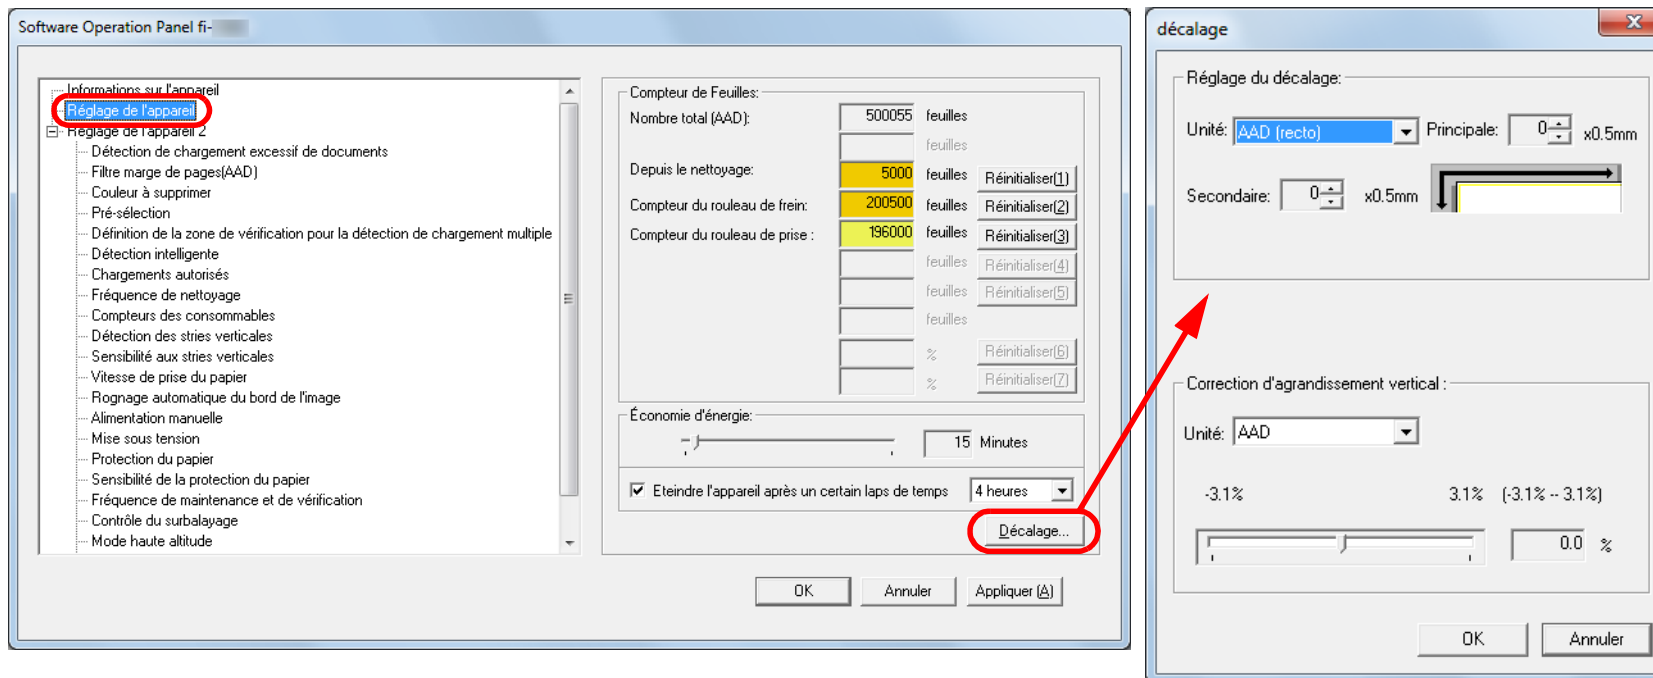 Software Operation Panel fi-
Informations sur l'appareil
Réglage de l'appareil
Réglage de l'appareil 2
Détection de chargement excessif de documents
Filtre marge de pages(AAD)
Couleur à supprimer
Pré-sélection
Définition de la zone de vérification pour la détection de chargement multiple
Détection intelligente
Chargements autorisés
Fréquence de nettoyage
Compteurs des consommables
Détection des stries verticales
Sensibilité aux stries verticales
Vitesse de prise du papier
Rognage automatique du bord de l'image
Alimentation manuelle
Mise sous tension
Protection du papier
Sensibilité de la protection du papier
Fréquence de maintenance et de vérification
Contrôle du surbalayage
Mode haute altitude
Compteur de Feuilles:
Nombre total (AAD): 500055 feuilles
feuilles
Depuis le nettoyage: 5000 feuilles Réinitialiser(1)
Compteur du rouleau de frein: 200500 feuilles Réinitialiser(2)
Compteur du rouleau de prise : 196000 feuilles Réinitialiser(3)
feuilles Réinitialiser(4)
feuilles Réinitialiser(5)
feuilles
% Réinitialiser(6)
% Réinitialiser(7)
Économie d'énergie:
15 Minutes
Eteindre l'appareil après un certain laps de temps 4 heures
Décalage...
OK Annuler Appliquer (A)
décalage
Réglage du décalage:
Unité: AAD (recto) Principale: 0 x0.5mm
Secondaire: 0 x0.5mm
Correction d'agrandissement vertical :
Unité: AAD
-3.1% 3.1% (-3.1% -- 3.1%)
0.0 %
OK Annuler